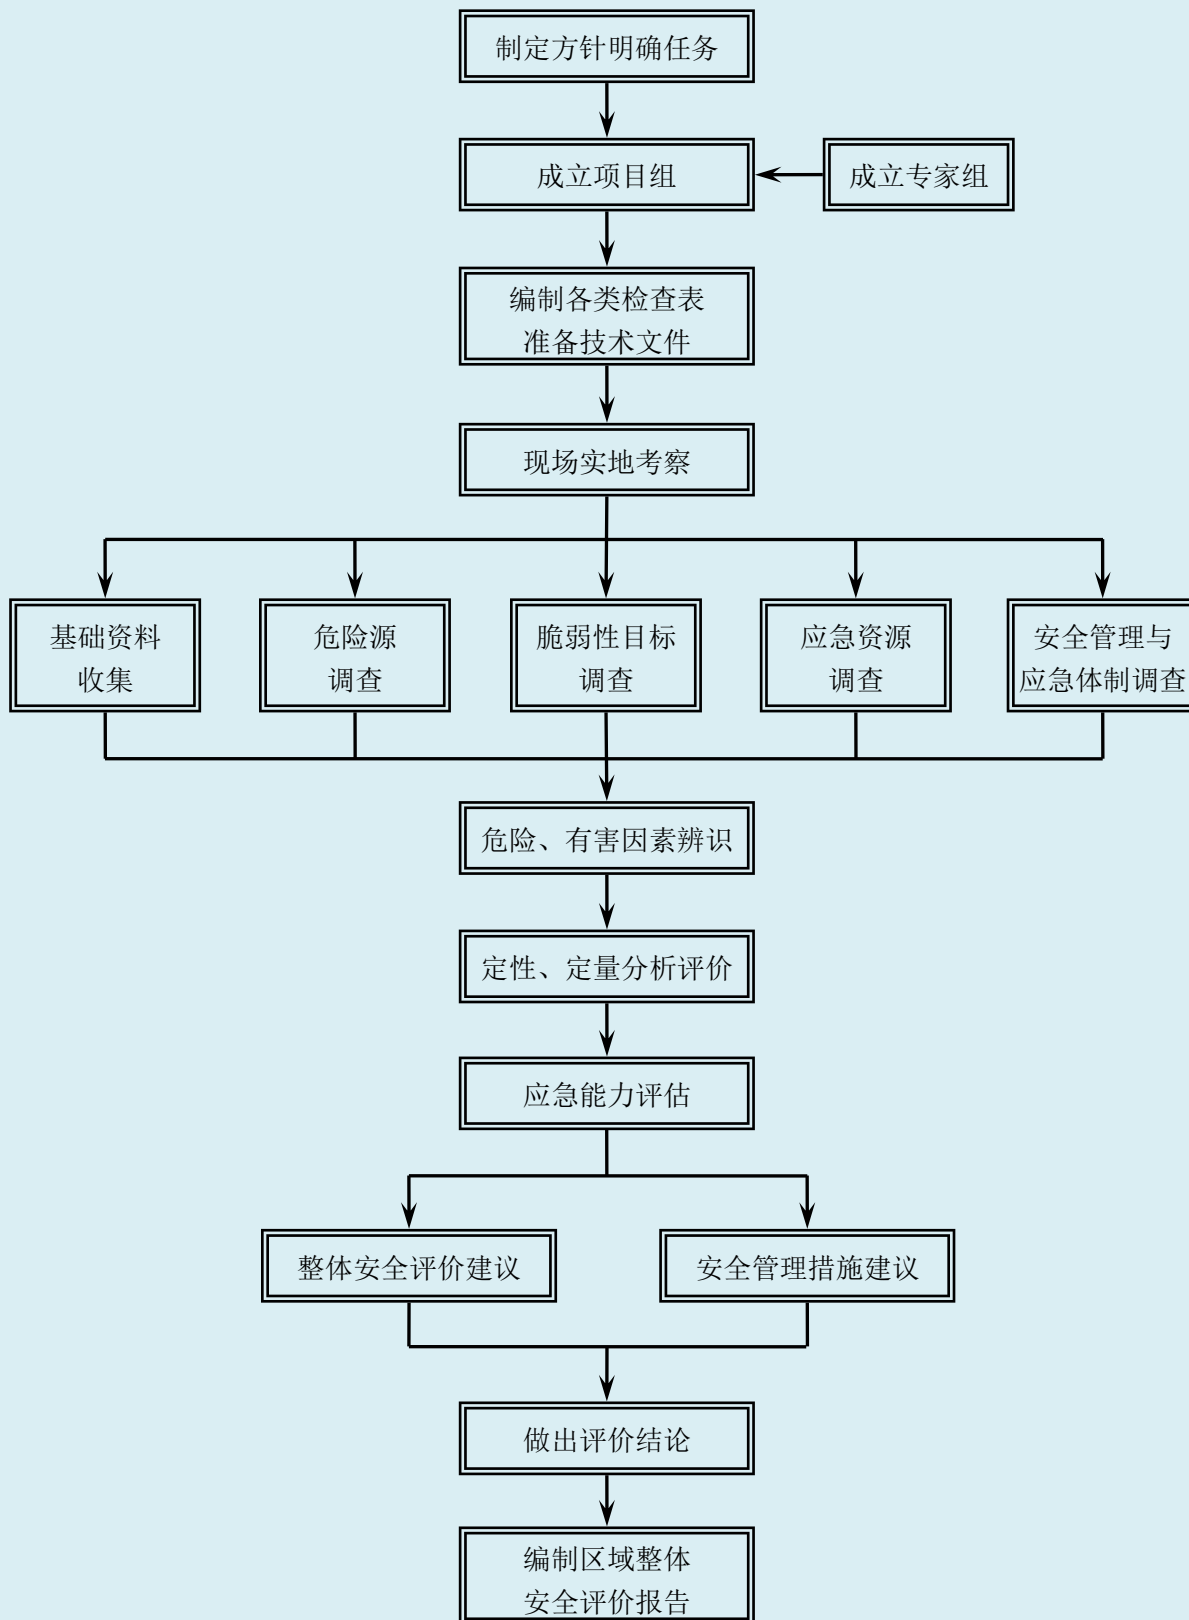 制定方针明确任务
成立项目组
成立专家组
编制各类检查表
准备技术文件
现场实地考察
基础资料
收集
危险源
调查
脆弱性目标
调查
应急资源
调查
安全管理与
应急体制调查
危险、有害因素辨识
定性、定量分析评价
应急能力评估
整体安全评价建议
安全管理措施建议
做出评价结论
编制区域整体
安全评价报告